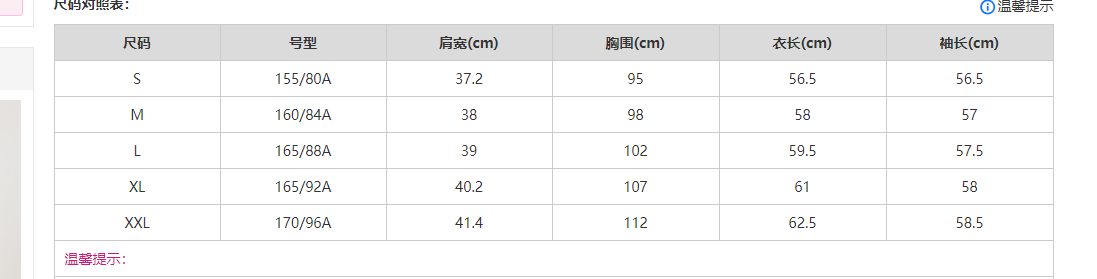 尺码对照表：
温馨提示
尺码 号型 肩宽(cm) 胸围(cm) 衣长(cm) 袖长(cm)
S 155/80A 37.2 95 56.5 56.5
M 160/84A 38 98 58 57
L 165/88A 39 102 59.5 57.5
XL 165/92A 40.2 107 61 58
XXL 170/96A 41.4 112 62.5 58.5
温馨提示：